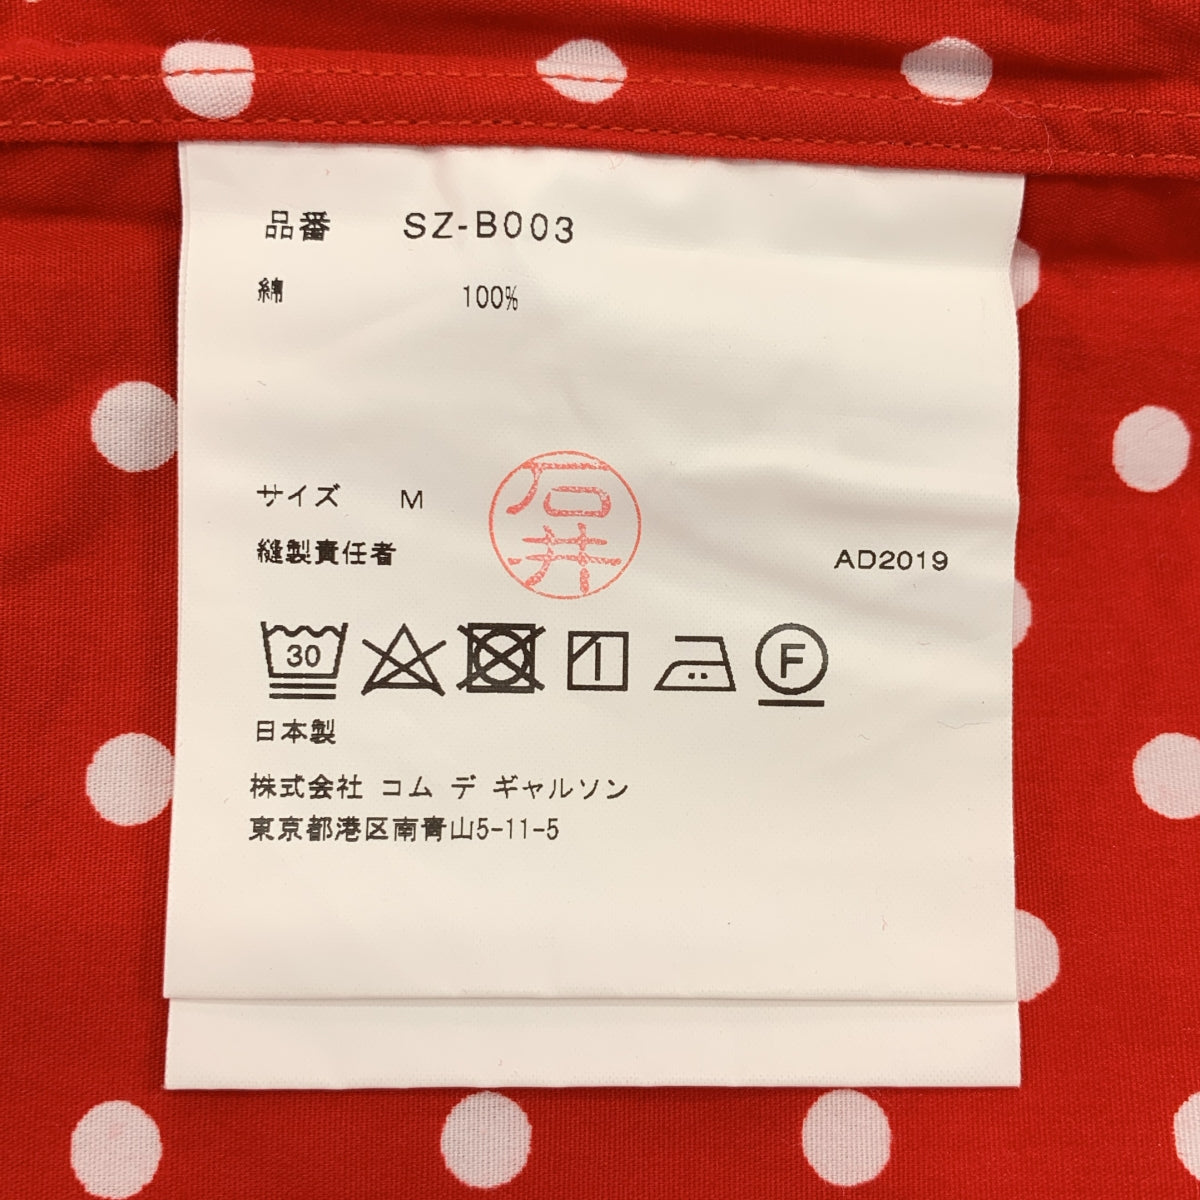 品番 SZ-B003
綿 100%
サイズ M
縫製責任者 石井 AD2019
30 F
日本製
株式会社 コム デ ギャルソン
東京都港区南青山5-11-5